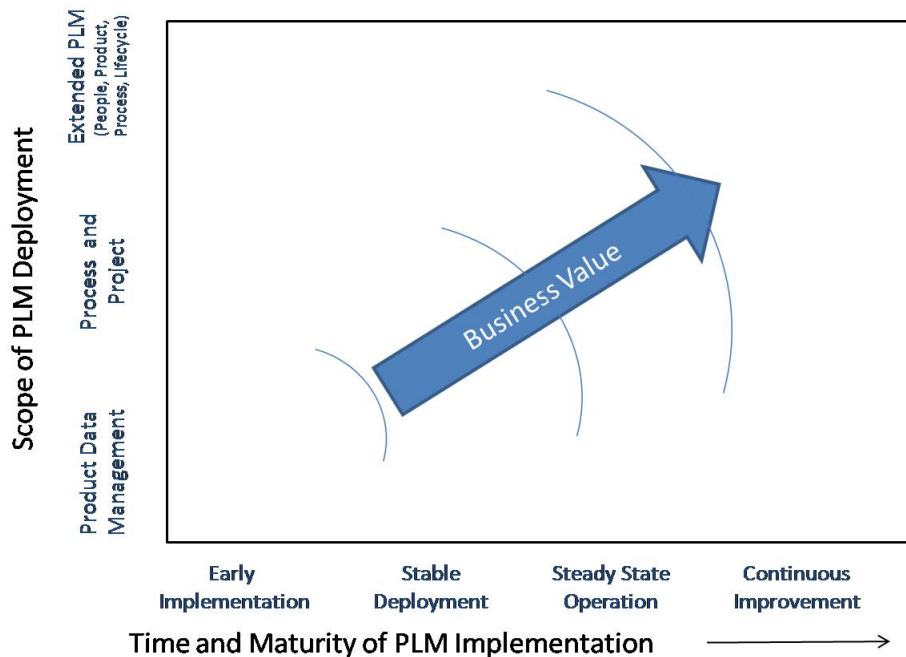 Scope of PLM Deployment
Extended PLM
(People, Product,
Process, Lifecycle)
Process and
Project
Product Data
Management
Business Value
Early
Implementation
Stable
Deployment
Steady State
Operation
Continuous
Improvement
Time and Maturity of PLM Implementation